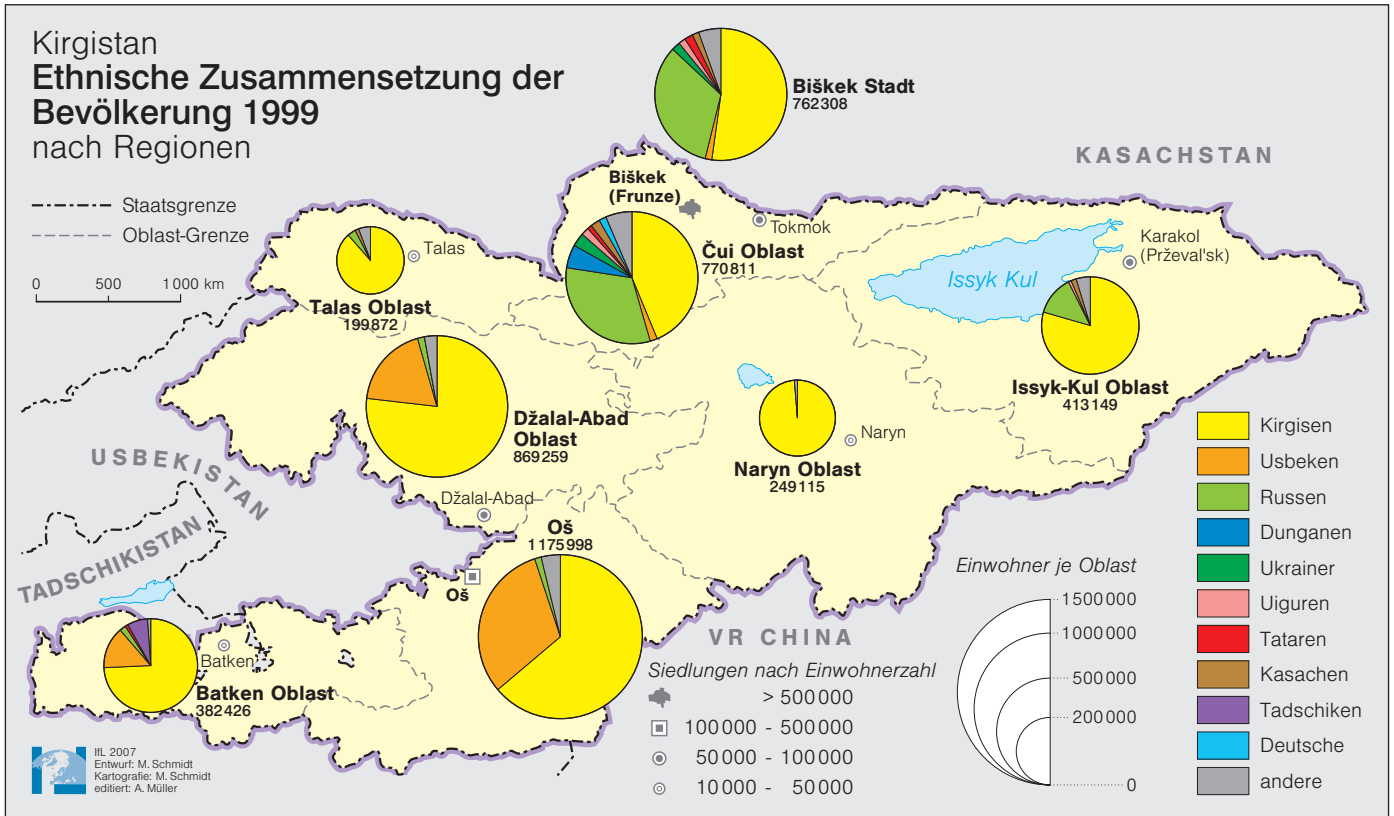 Kirgistan
Ethnische Zusammensetzung der
Bevölkerung 1999
nach Regionen
Staatsgrenze
Oblast-Grenze
0 500 1000 km
Biškek Stadt
762308
KASACHSTAN
Biškek
(Frunze)
Tokmok
Čui Oblast
770811
Talas
Talas Oblast
199872
Issyk Kul
Karakol
(Prževal'sk)
Issyk-Kul Oblast
413149
Džalal-Abad
Oblast
869259
Naryn
Naryn Oblast
249115
USBEKISTAN
Džalal-Abad
TADSCHIKISTAN
Oš
1175998
Oš
Batken
Batken Oblast
382426
VR CHINA
Siedlungen nach Einwohnerzahl
> 500000
100000 - 500000
50000 - 100000
10000 - 50000
Einwohner je Oblast
1500000
1000000
500000
200000
0
Kirgisen
Usbeken
Russen
Dunganen
Ukrainer
Uiguren
Tataren
Kasachen
Tadschiken
Deutsche
andere
IfL 2007
Entwurf: M. Schmidt
Kartografie: M. Schmidt
editiert: A. Müller